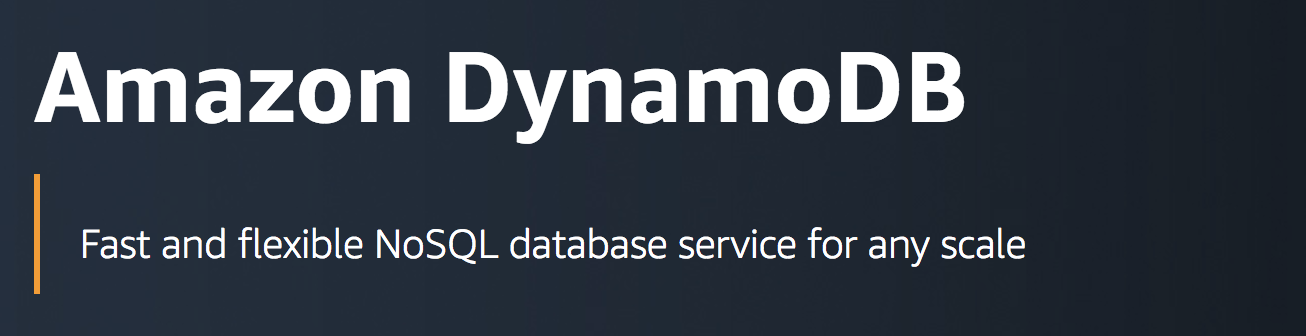 Amazon DynamoDB
Fast and flexible NoSQL database service for any scale